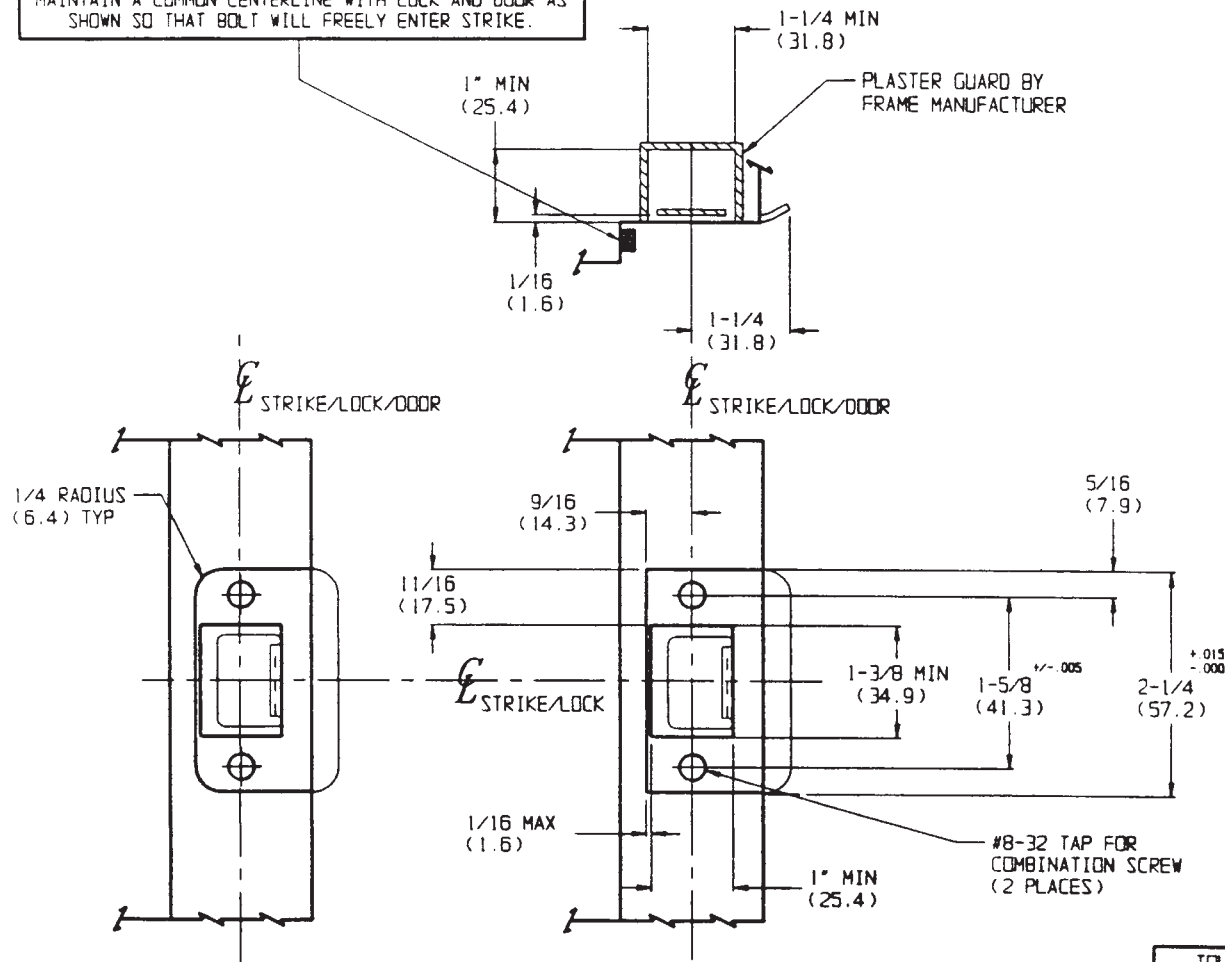 MAINTAIN A COMMON CENTERLINE WITH LOCK AND DOOR AS
SHOWN SO THAT BOLT WILL FREELY ENTER STRIKE.
1-1/4 MIN
(31.8)
1" MIN
(25.4)
PLASTER GUARD BY
FRAME MANUFACTURER
1/16
(1.6)
1-1/4
(31.8)
CL
STRIKE/LOCK/DOOR
CL
STRIKE/LOCK/DOOR
1/4 RADIUS
(6.4) TYP
9/16
(14.3)
5/16
(7.9)
11/16
(17.5)
CL
STRIKE/LOCK
1-3/8 MIN
(34.9)
1-5/8 +/-.005
(41.3)
+.015
-.000
2-1/4
(57.2)
1/16 MAX
(1.6)
1" MIN
(25.4)
#8-32 TAP FOR
COMBINATION SCREW
(2 PLACES)